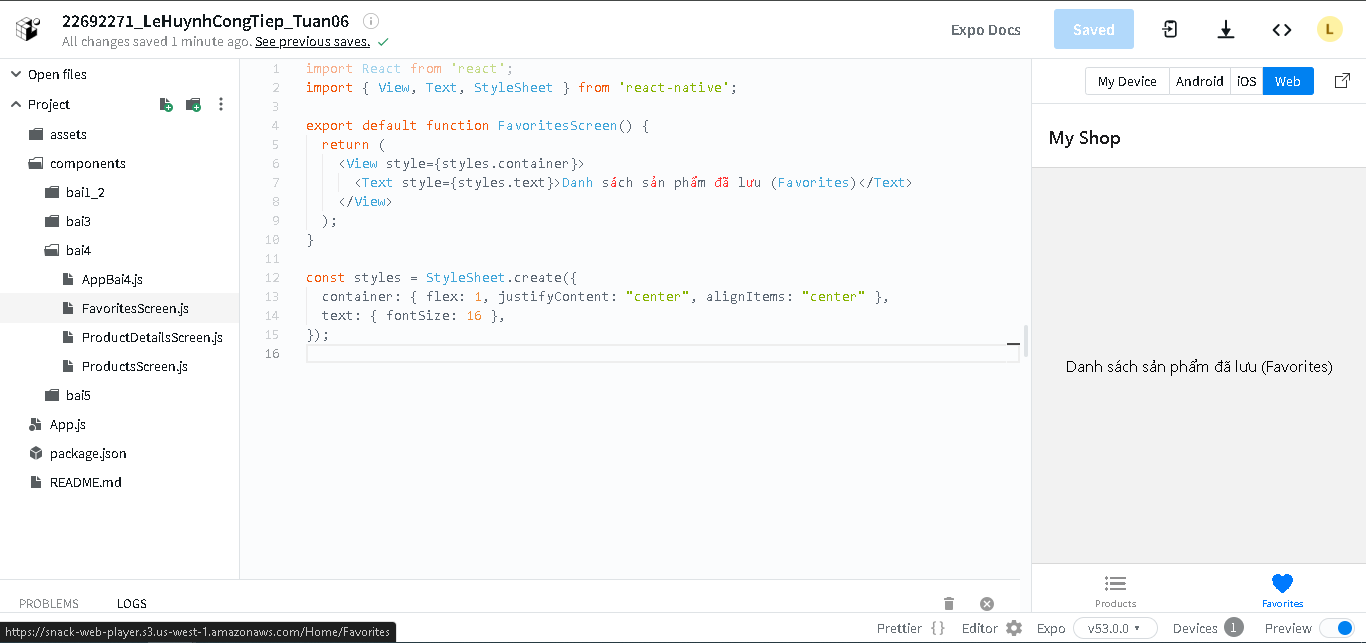 22692271_LeHuynhCongTiep_Tuan06
All changes saved 1 minute ago. See previous saves.
Expo Docs
Saved
L
Open files
Project
assets
components
bai1_2
bai3
bai4
AppBai4.js
FavoritesScreen.js
ProductDetailsScreen.js
ProductsScreen.js
bai5
App.js
package.json
README.md
1 import React from 'react';
2 import { View, Text, StyleSheet } from 'react-native';
3
4 export default function FavoritesScreen() {
5 return (
6 <View style={styles.container}>
7 <Text style={styles.text}>Danh sách sản phẩm đã lưu (Favorites)</Text>
8 </View>
9 );
10 }
11
12 const styles = StyleSheet.create({
13 container: { flex: 1, justifyContent: "center", alignItems: "center" },
14 text: { fontSize: 16 },
15 });
16
My Device Android iOS Web
My Shop
Danh sách sản phẩm đã lưu (Favorites)
Products
Favorites
PROBLEMS LOGS
https://snack-web-player.s3.us-west-1.amazonaws.com/Home/Favorites
Prettier {} Editor Expo v53.0.0 Devices 1 Preview